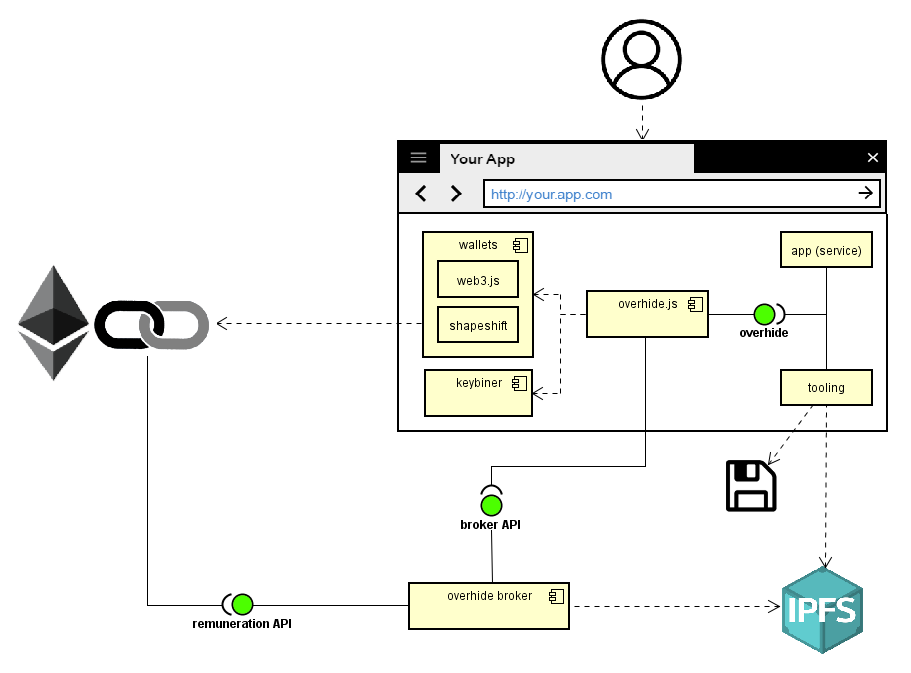 Your App
http://your.app.com
wallets
web3.js
shapeshift
keybiner
overhide.js
overhide
app (service)
tooling
broker API
overhide broker
remuneration API
IPFS